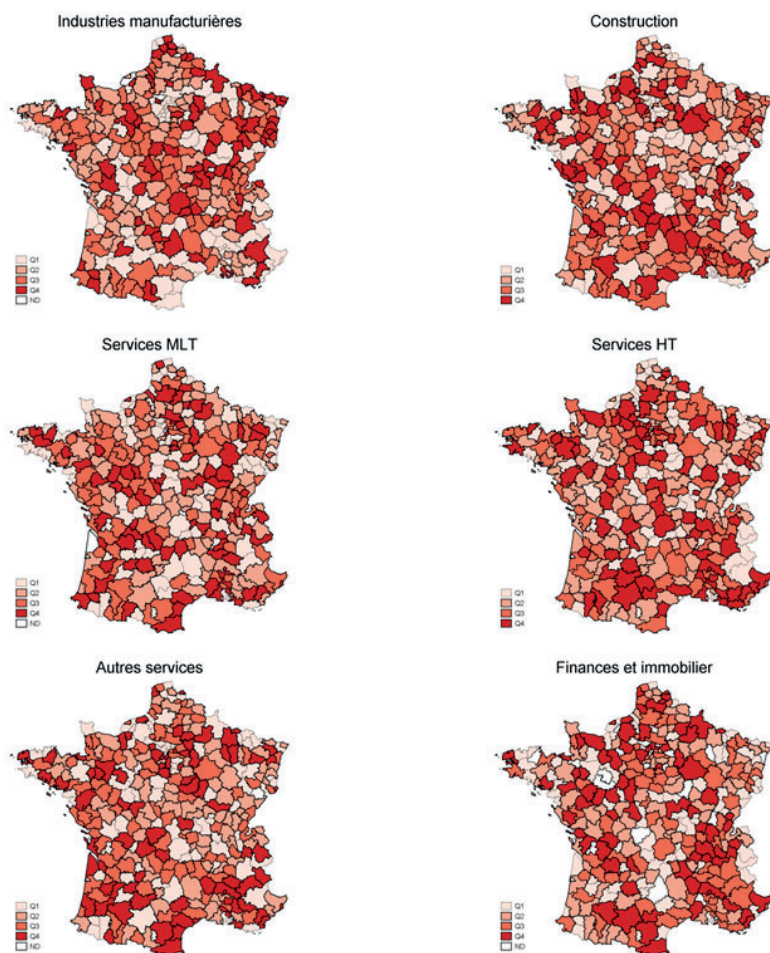 Industries manufacturières
Q1
Q2
Q3
Q4
ND
Construction
Q1
Q2
Q3
Q4
Services MLT
Q1
Q2
Q3
Q4
ND
Services HT
Q1
Q2
Q3
Q4
Autres services
Q1
Q2
Q3
Q4
ND
Finances et immobilier
Q1
Q2
Q3
Q4
ND